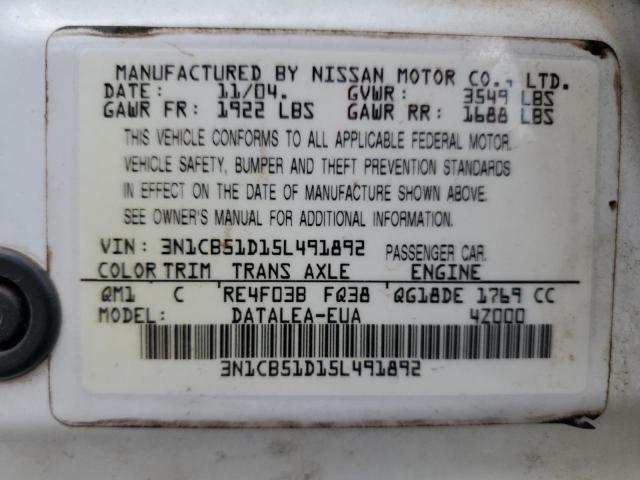 MANUFACTURED BY NISSAN MOTOR CO., LTD.
DATE: 11/04. GVWR: 3549 LBS
GAWR FR: 1922 LBS GAWR RR: 1688 LBS
THIS VEHICLE CONFORMS TO ALL APPLICABLE FEDERAL MOTOR
VEHICLE SAFETY, BUMPER AND THEFT PREVENTION STANDARDS
IN EFFECT ON THE DATE OF MANUFACTURE SHOWN ABOVE.
SEE OWNER'S MANUAL FOR ADDITIONAL INFORMATION.
VIN: 3N1CB51D15L491892 PASSENGER CAR.
COLOR TRIM TRANS AXLE ENGINE
QM1 C RE4F03B FQ38 QG18DE 1769 CC
MODEL: DATALEA-EUA 4Z000
3N1CB51D15L491892